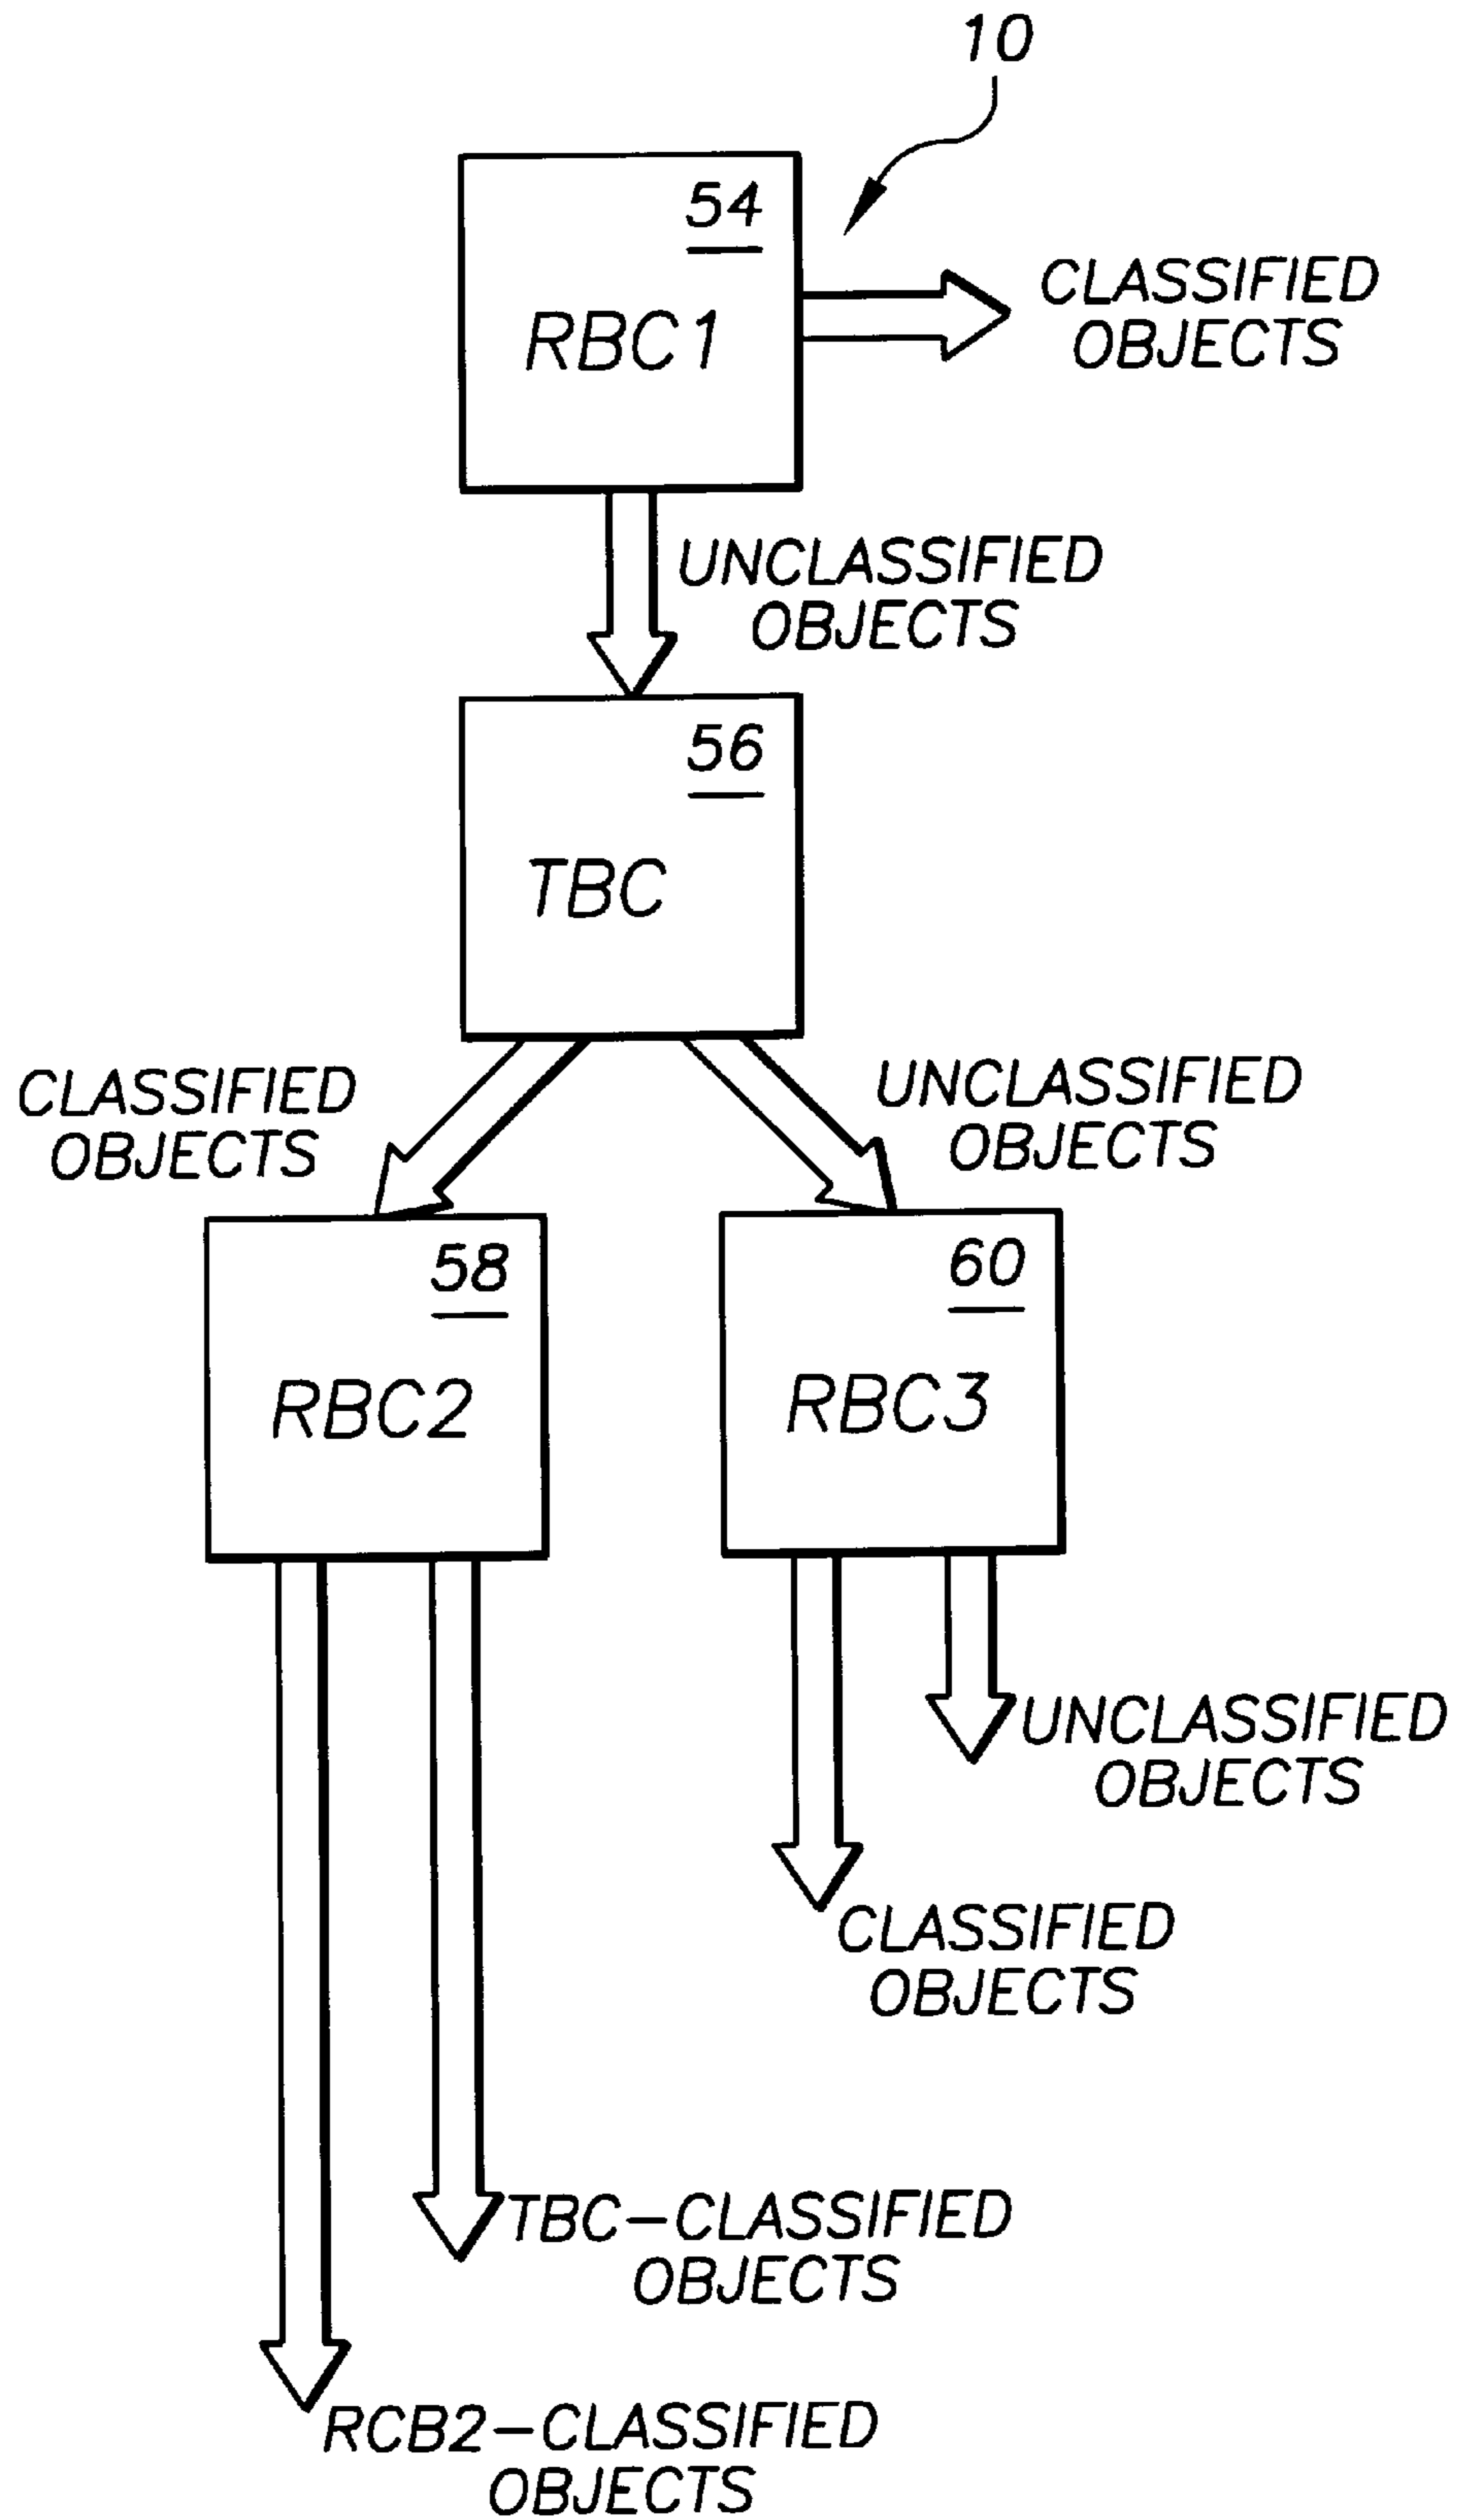 10
54
RBC1
CLASSIFIED
OBJECTS
UNCLASSIFIED
OBJECTS
56
TBC
CLASSIFIED
OBJECTS
UNCLASSIFIED
OBJECTS
58
RBC2
60
RBC3
UNCLASSIFIED
OBJECTS
CLASSIFIED
OBJECTS
TBC-CLASSIFIED
OBJECTS
RCB2-CLASSIFIED
OBJECTS